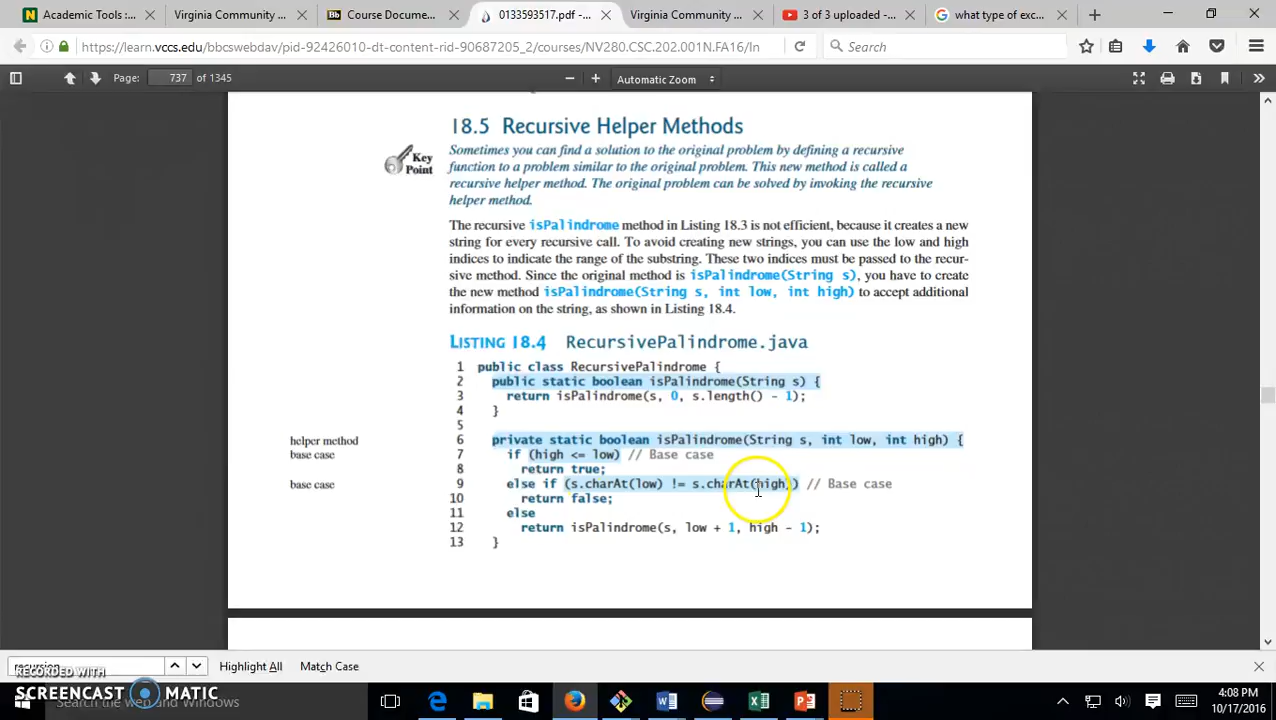 Academic Tools :... × Virginia Community ... × Bb Course Documen... × 0133593517.pdf - ... × Virginia Community ... × 3 of 3 uploaded - ... × what type of exc... × +
https://learn.vccs.edu/bbcswebdav/pid-92426010-dt-content-rid-90687205_2/courses/NV280.CSC.202.001N.FA16/In Search
Page: 737 of 1345 Automatic Zoom
18.5 Recursive Helper Methods
Key Point
Sometimes you can find a solution to the original problem by defining a recursive
function to a problem similar to the original problem. This new method is called a
recursive helper method. The original problem can be solved by invoking the recursive
helper method.
The recursive isPalindrome method in Listing 18.3 is not efficient, because it creates a new
string for every recursive call. To avoid creating new strings, you can use the low and high
indices to indicate the range of the substring. These two indices must be passed to the recur-
sive method. Since the original method is isPalindrome(String s), you have to create
the new method isPalindrome(String s, int low, int high) to accept additional
information on the string, as shown in Listing 18.4.
LISTING 18.4 RecursivePalindrome.java
1 public class RecursivePalindrome {
2 public static boolean isPalindrome(String s) {
3 return isPalindrome(s, 0, s.length() - 1);
4 }
5
helper method 6 private static boolean isPalindrome(String s, int low, int high) {
base case 7 if (high <= low) // Base case
8 return true;
base case 9 else if (s.charAt(low) != s.charAt(high)) // Base case
10 return false;
11 else
12 return isPalindrome(s, low + 1, high - 1);
13 }
Highlight All Match Case
RECORDED WITH
SCREENCAST MATIC
Search the web and Windows
4:08 PM
10/17/2016